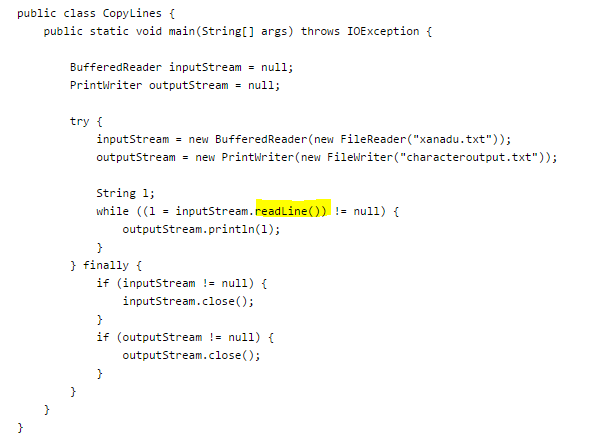 public class CopyLines {
    public static void main(String[] args) throws IOException {

        BufferedReader inputStream = null;
        PrintWriter outputStream = null;

        try {
            inputStream = new BufferedReader(new FileReader("xanadu.txt"));
            outputStream = new PrintWriter(new FileWriter("characteroutput.txt"));

            String l;
            while ((l = inputStream.readLine()) != null) {
                outputStream.println(l);
            }
        } finally {
            if (inputStream != null) {
                inputStream.close();
            }
            if (outputStream != null) {
                outputStream.close();
            }
        }
    }
}